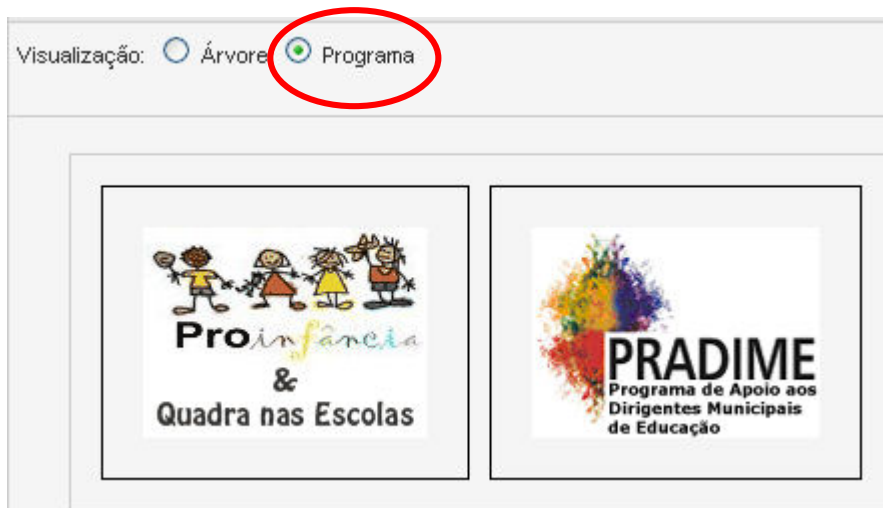 Visualização: Árvore Programa
Proinfância
&
Quadra nas Escolas
PRADIME
Programa de Apoio aos
Dirigentes Municipais
de Educação